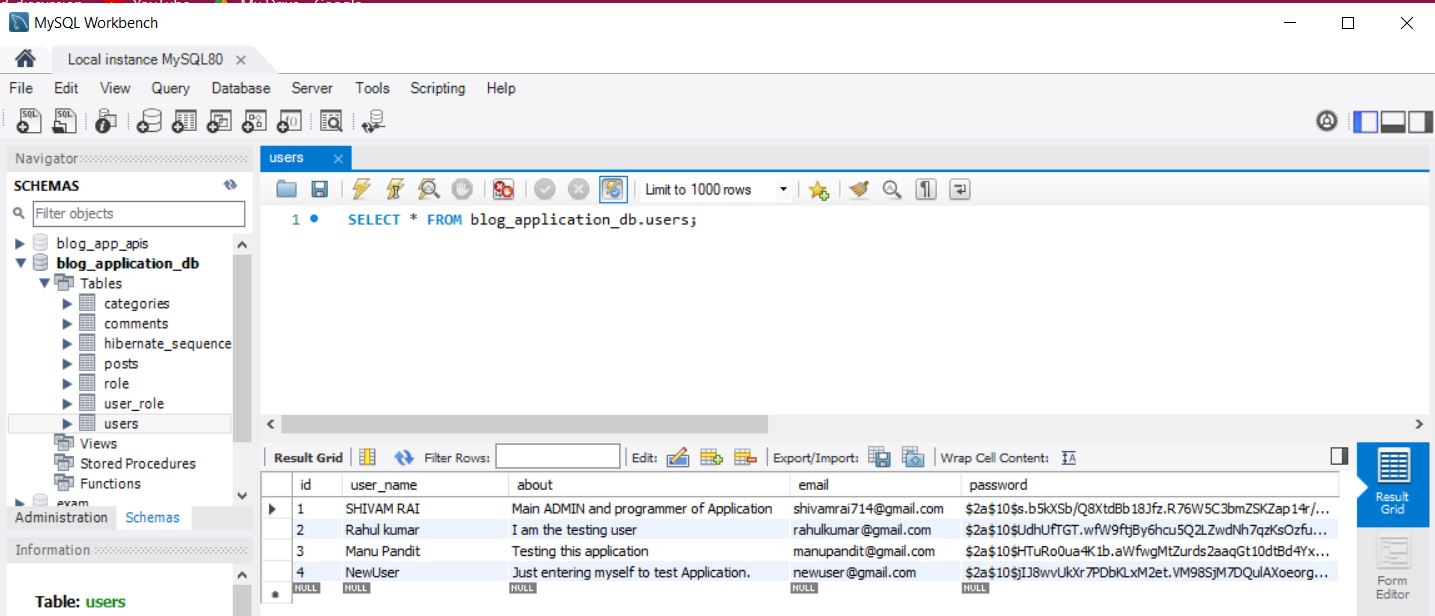 MySQL Workbench
Local instance MySQL80
File Edit View Query Database Server Tools Scripting Help
Navigator
users
SCHEMAS
Limit to 1000 rows
Filter objects
1 SELECT * FROM blog_application_db.users;
blog_app_apis
blog_application_db
Tables
categories
comments
hibernate_sequence
posts
role
user_role
users
Views
Stored Procedures
Functions
exam
Administration Schemas
Information
Table: users
Result Grid Filter Rows: Edit: Export/Import: Wrap Cell Content:
id user_name about email password
1 SHIVAM RAI Main ADMIN and programmer of Application shivamrai714@gmail.com $2a$10$s.b5kXSb/Q8XtdBb18Jfz.R76W5C3bmZSKZap14r/...
2 Rahul kumar I am the testing user rahulkumar@gmail.com $2a$10$UdhUfTGT.wfW9ftjBy6hcu5Q2LZwdNh7qzKsOzfu...
3 Manu Pandit Testing this application manupandit@gmail.com $2a$10$HTuRo0ua4K1b.aWfwgMtZurds2aaqGt10dtBd4Yx...
4 NewUser Just entering myself to test Application. newuser@gmail.com $2a$10$jIJ8wvUkXr7PDbKLxM2et.VM98SjM7DQulAXoeorg...
NULL NULL NULL NULL NULL
Result
Grid
Form
Editor